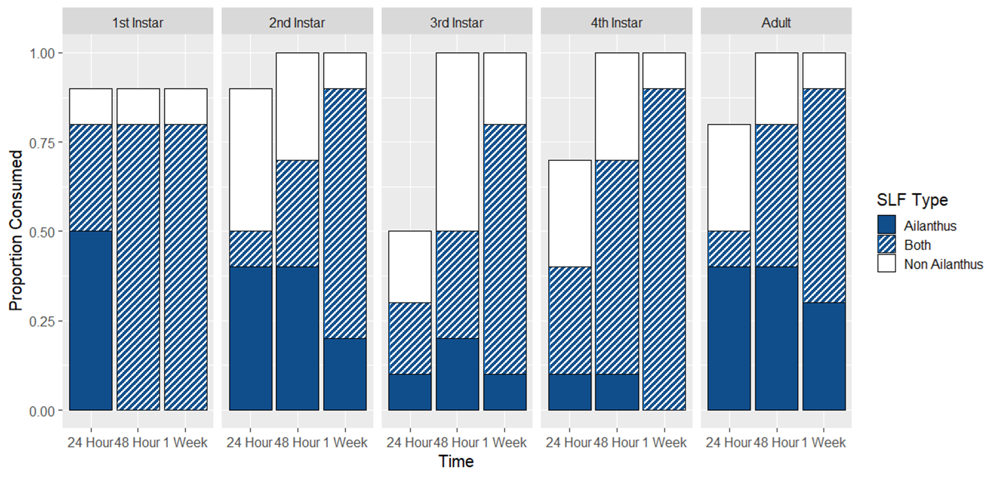 1st Instar
2nd Instar
3rd Instar
4th Instar
Adult
1.00
0.75
0.50
0.25
0.00
Proportion Consumed
24 Hour 48 Hour 1 Week
24 Hour 48 Hour 1 Week
24 Hour 48 Hour 1 Week
24 Hour 48 Hour 1 Week
24 Hour 48 Hour 1 Week
Time
SLF Type
Ailanthus
Both
Non Ailanthus